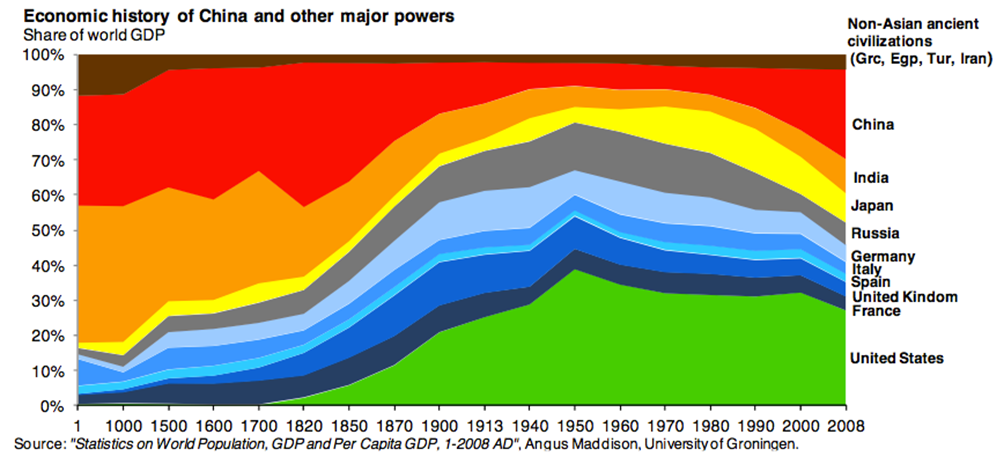 Economic history of China and other major powers
Share of world GDP
100%
90%
80%
70%
60%
50%
40%
30%
20%
10%
0%
1 1000 1500 1600 1700 1820 1850 1870 1900 1913 1940 1950 1960 1970 1980 1990 2000 2008
Non-Asian ancient
civilizations
(Grc, Egp, Tur, Iran)
China
India
Japan
Russia
Germany
Italy
Spain
United Kindom
France
United States
Source: "Statistics on World Population, GDP and Per Capita GDP, 1-2008 AD", Angus Maddison, University of Groningen.